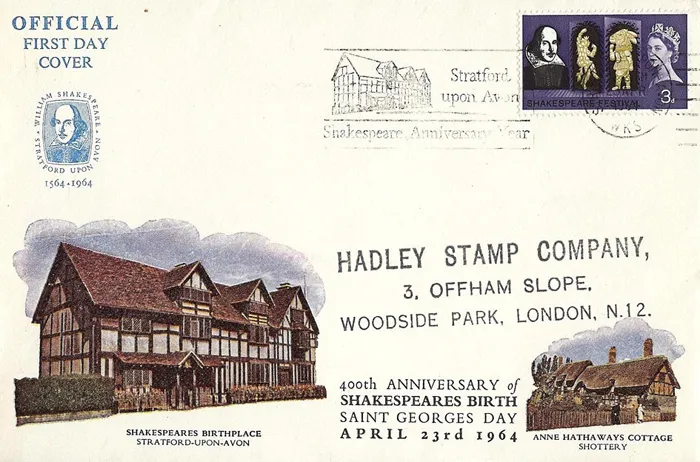 OFFICIAL
FIRST DAY
COVER
WILLIAM SHAKESPEARE
STRATFORD UPON AVON
1564·1964
Stratford
upon Avon
Shakespeare Anniversary Year
SHAKESPEARE FESTIVAL
3D
WKS
HADLEY STAMP COMPANY,
3, OFFHAM SLOPE,
WOODSIDE PARK, LONDON, N.12.
400th ANNIVERSARY of
SHAKESPEARES BIRTH
SAINT GEORGES DAY
APRIL 23rd 1964
SHAKESPEARES BIRTHPLACE
STRATFORD-UPON-AVON
ANNE HATHAWAYS COTTAGE
SHOTTERY